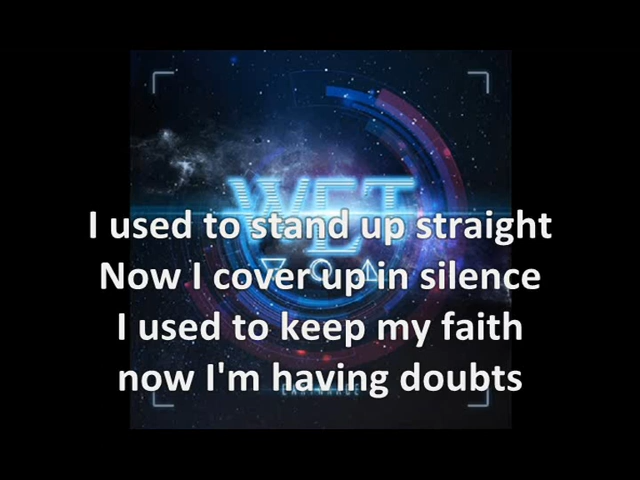 WET
I used to stand up straight
Now I cover up in silence
I used to keep my faith
now I'm having doubts
EARTHRAGE